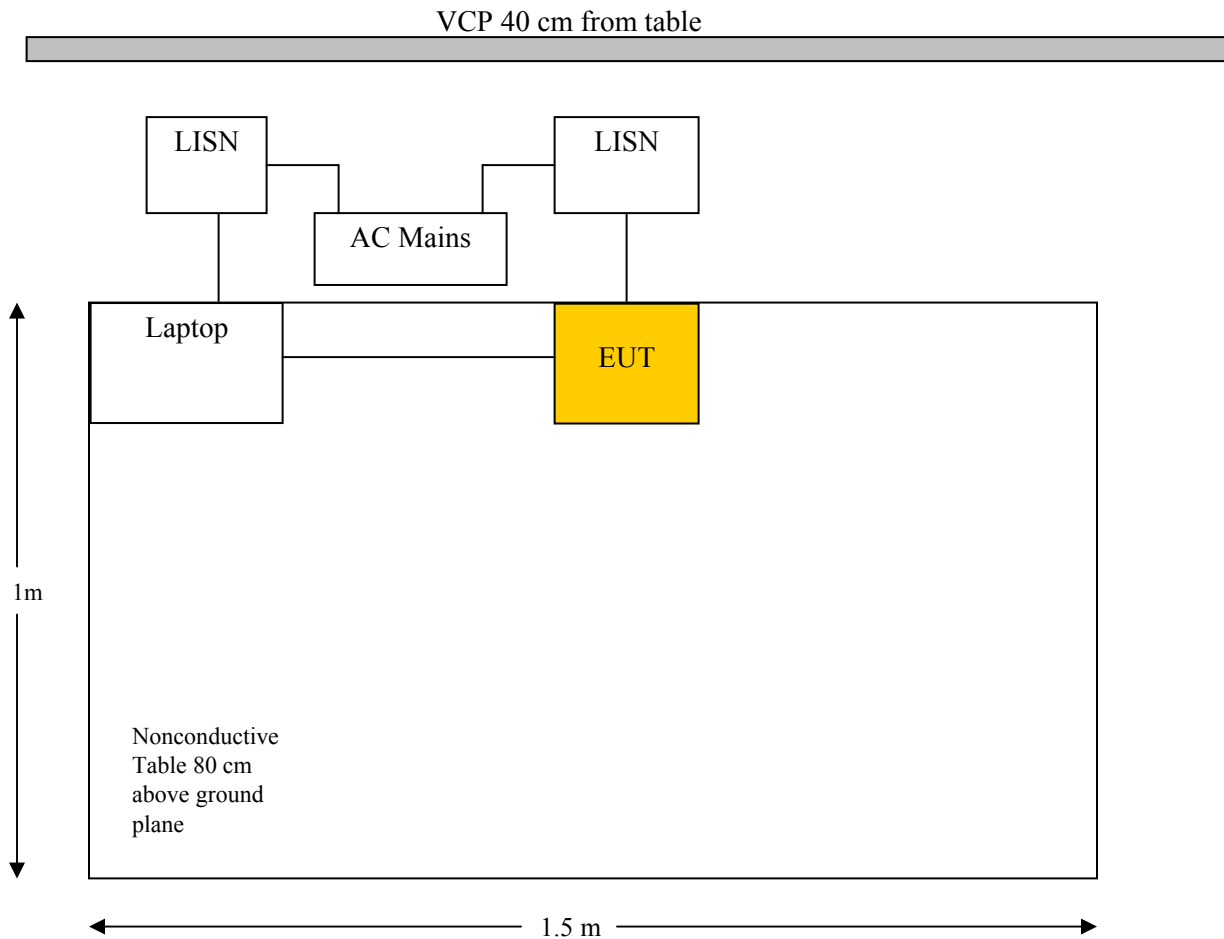 VCP 40 cm from table
LISN
LISN
AC Mains
Laptop
EUT
1m
Nonconductive
Table 80 cm
above ground
plane
1.5 m